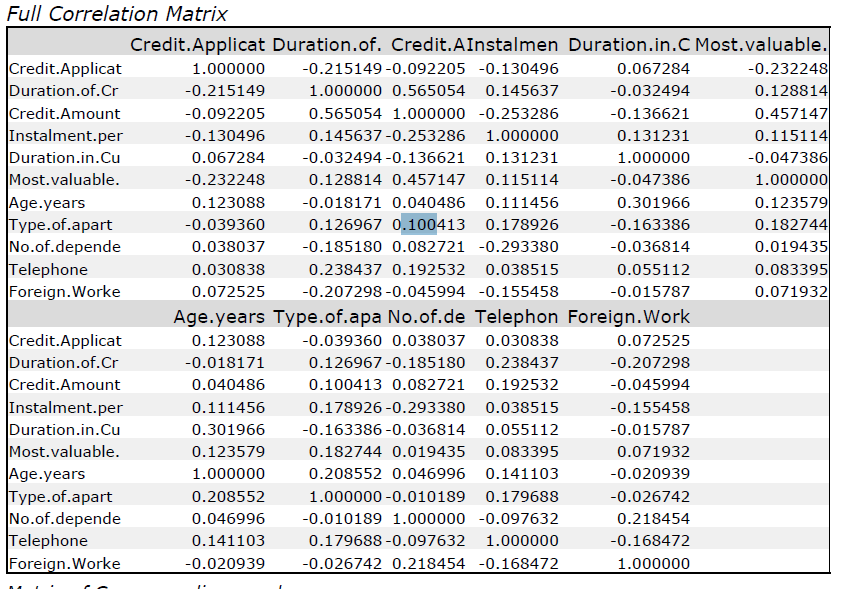 Full Correlation Matrix
Credit.Applicat Duration.of. Credit.A Instalmen Duration.in.C Most.valuable.
Credit.Applicat 1.000000 -0.215149 -0.092205 -0.130496 0.067284 -0.232248
Duration.of.Cr -0.215149 1.000000 0.565054 0.145637 -0.032494 0.128814
Credit.Amount -0.092205 0.565054 1.000000 -0.253286 -0.136621 0.457147
Instalment.per -0.130496 0.145637 -0.253286 1.000000 0.131231 0.115114
Duration.in.Cu 0.067284 -0.032494 -0.136621 0.131231 1.000000 -0.047386
Most.valuable. -0.232248 0.128814 0.457147 0.115114 -0.047386 1.000000
Age.years 0.123088 -0.018171 0.040486 0.111456 0.301966 0.123579
Type.of.apart -0.039360 0.126967 0.100413 0.178926 -0.163386 0.182744
No.of.depende 0.038037 -0.185180 0.082721 -0.293380 -0.036814 0.019435
Telephone 0.030838 0.238437 0.192532 0.038515 0.055112 0.083395
Foreign.Worke 0.072525 -0.207298 -0.045994 -0.155458 -0.015787 0.071932
Age.years Type.of.apa No.of.de Telephon Foreign.Work
Credit.Applicat 0.123088 -0.039360 0.038037 0.030838 0.072525
Duration.of.Cr -0.018171 0.126967 -0.185180 0.238437 -0.207298
Credit.Amount 0.040486 0.100413 0.082721 0.192532 -0.045994
Instalment.per 0.111456 0.178926 -0.293380 0.038515 -0.155458
Duration.in.Cu 0.301966 -0.163386 -0.036814 0.055112 -0.015787
Most.valuable. 0.123579 0.182744 0.019435 0.083395 0.071932
Age.years 1.000000 0.208552 0.046996 0.141103 -0.020939
Type.of.apart 0.208552 1.000000 -0.010189 0.179688 -0.026742
No.of.depende 0.046996 -0.010189 1.000000 -0.097632 0.218454
Telephone 0.141103 0.179688 -0.097632 1.000000 -0.168472
Foreign.Worke -0.020939 -0.026742 0.218454 -0.168472 1.000000